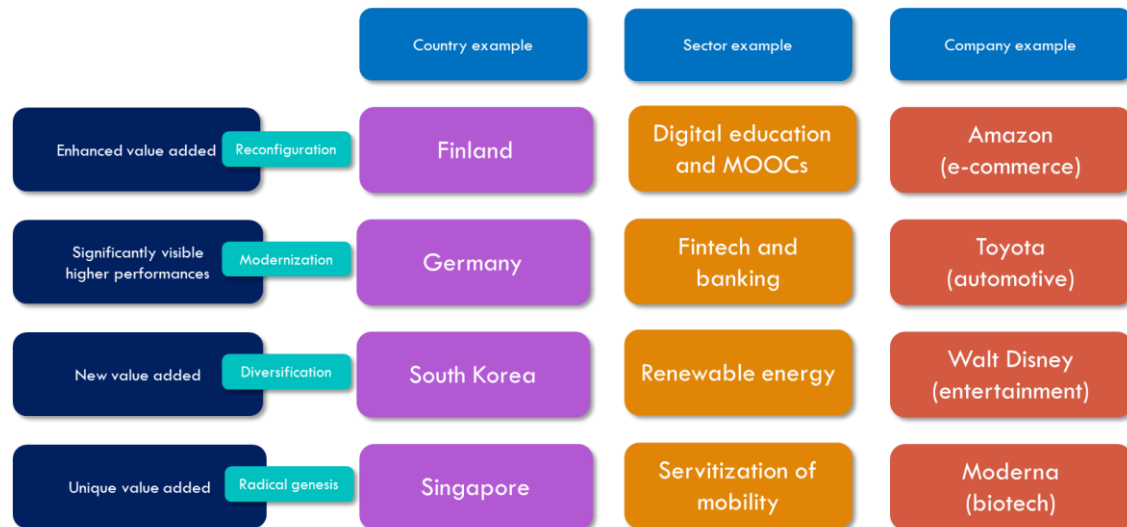 Country example
Sector example
Company example
Enhanced value added
Reconfiguration
Finland
Digital education
and MOOCs
Amazon
(e-commerce)
Significantly visible
higher performances
Modernization
Germany
Fintech and
banking
Toyota
(automotive)
New value added
Diversification
South Korea
Renewable energy
Walt Disney
(entertainment)
Unique value added
Radical genesis
Singapore
Servitization of
mobility
Moderna
(biotech)